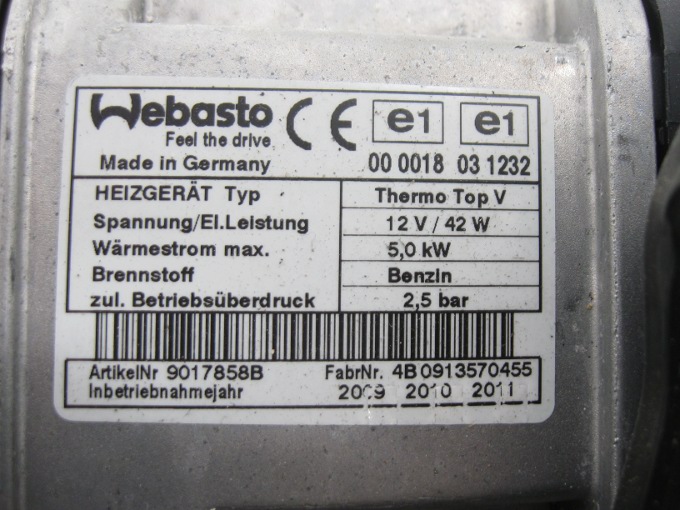 Webasto CE e1 e1
Feel the drive
Made in Germany 00 0018 03 1232
HEIZGERÄT Typ Thermo Top V
Spannung/El.Leistung 12 V / 42 W
Wärmestrom max. 5,0 kW
Brennstoff Benzin
zul. Betriebsüberdruck 2,5 bar
ArtikelNr 9017858B FabrNr. 4B0913570455
Inbetriebnahmejahr 2009 2010 2011